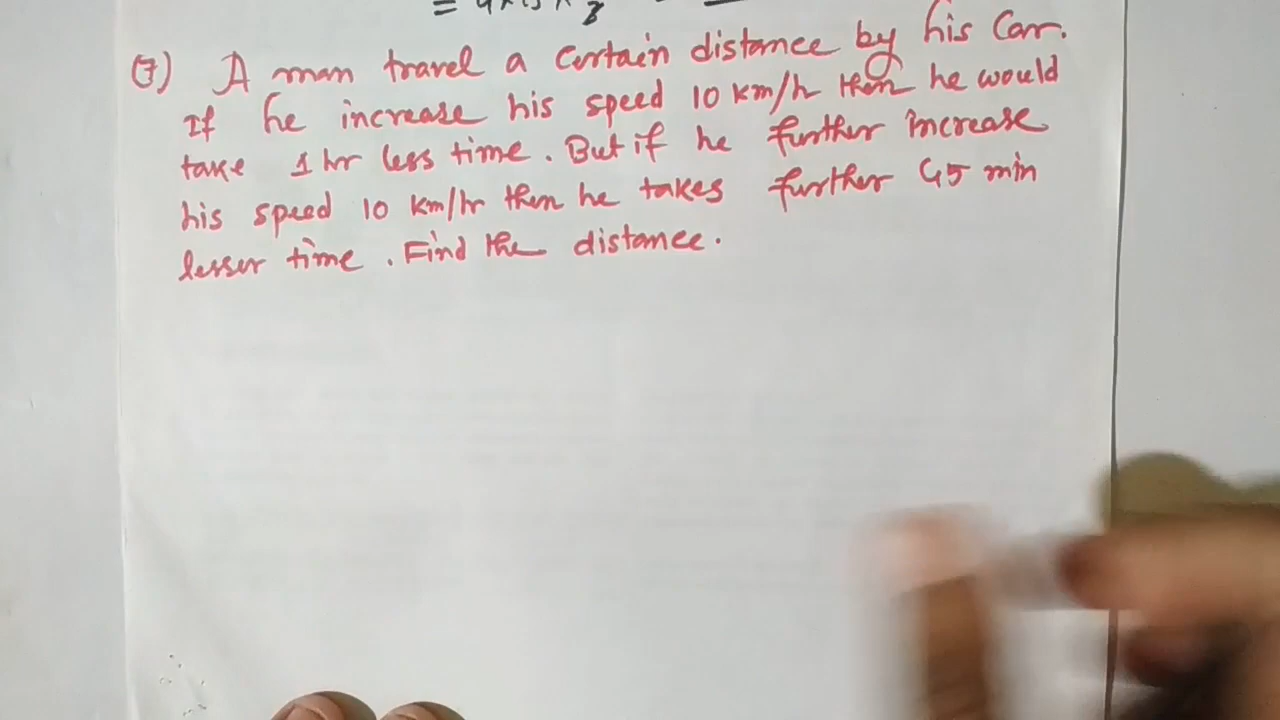 = 4×15×
(7) A man travel a certain distance by his Car.
If he increase his speed 10 km/h then he would
take 1 hr less time. But if he further increase
his speed 10 km/hr then he takes further 45 min
lesser time. Find the distance.